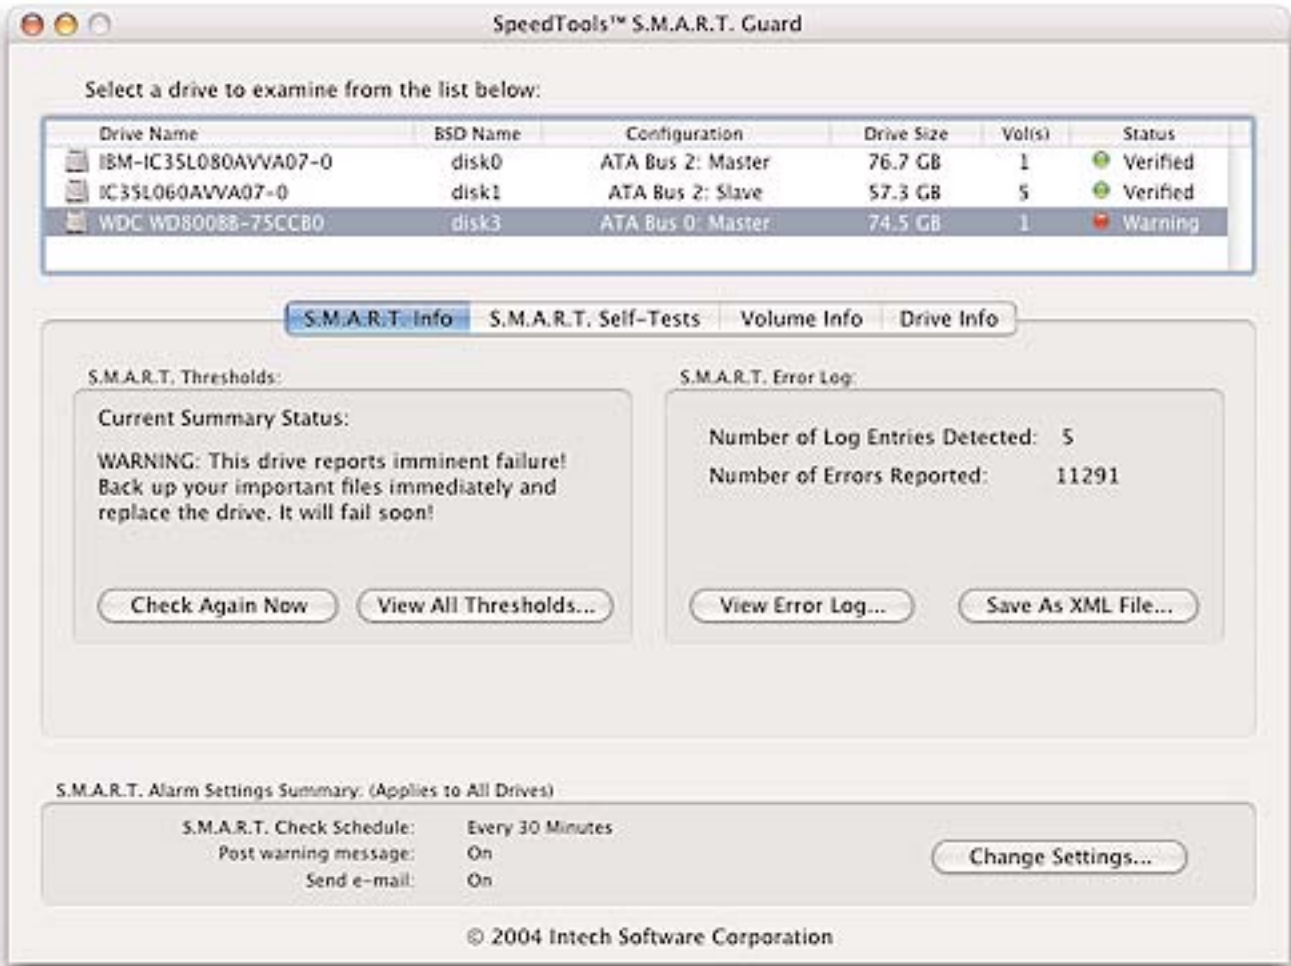 SpeedTools™ S.M.A.R.T. Guard
Select a drive to examine from the list below:
Drive Name BSD Name Configuration Drive Size Vol(s) Status
IBM-IC35L080AVVA07-0 disk0 ATA Bus 2: Master 76.7 GB 1 Verified
IC35L060AVVA07-0 disk1 ATA Bus 2: Slave 57.3 GB 5 Verified
WDC WD800BB-75CCB0 disk3 ATA Bus 0: Master 74.5 GB 1 Warning
S.M.A.R.T. Info S.M.A.R.T. Self-Tests Volume Info Drive Info
S.M.A.R.T. Thresholds:
Current Summary Status:
WARNING: This drive reports imminent failure!
Back up your important files immediately and
replace the drive. It will fail soon!
Check Again Now View All Thresholds...
S.M.A.R.T. Error Log:
Number of Log Entries Detected: 5
Number of Errors Reported: 11291
View Error Log... Save As XML File...
S.M.A.R.T. Alarm Settings Summary: (Applies to All Drives)
S.M.A.R.T. Check Schedule: Every 30 Minutes
Post warning message: On
Send e-mail: On
Change Settings...
© 2004 Intech Software Corporation